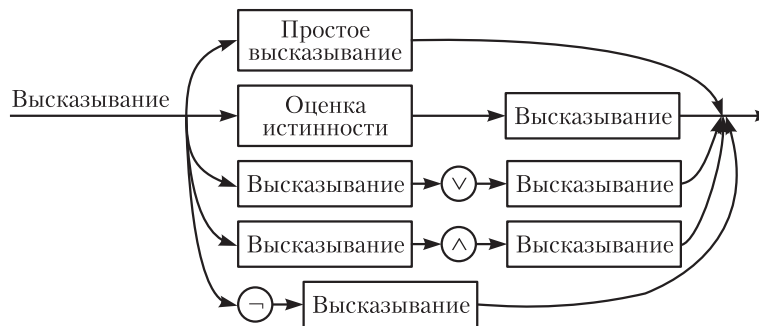 Простое
высказывание
Высказывание
Оценка
истинности
Высказывание
Высказывание
∨
Высказывание
Высказывание
∧
Высказывание
¬
Высказывание